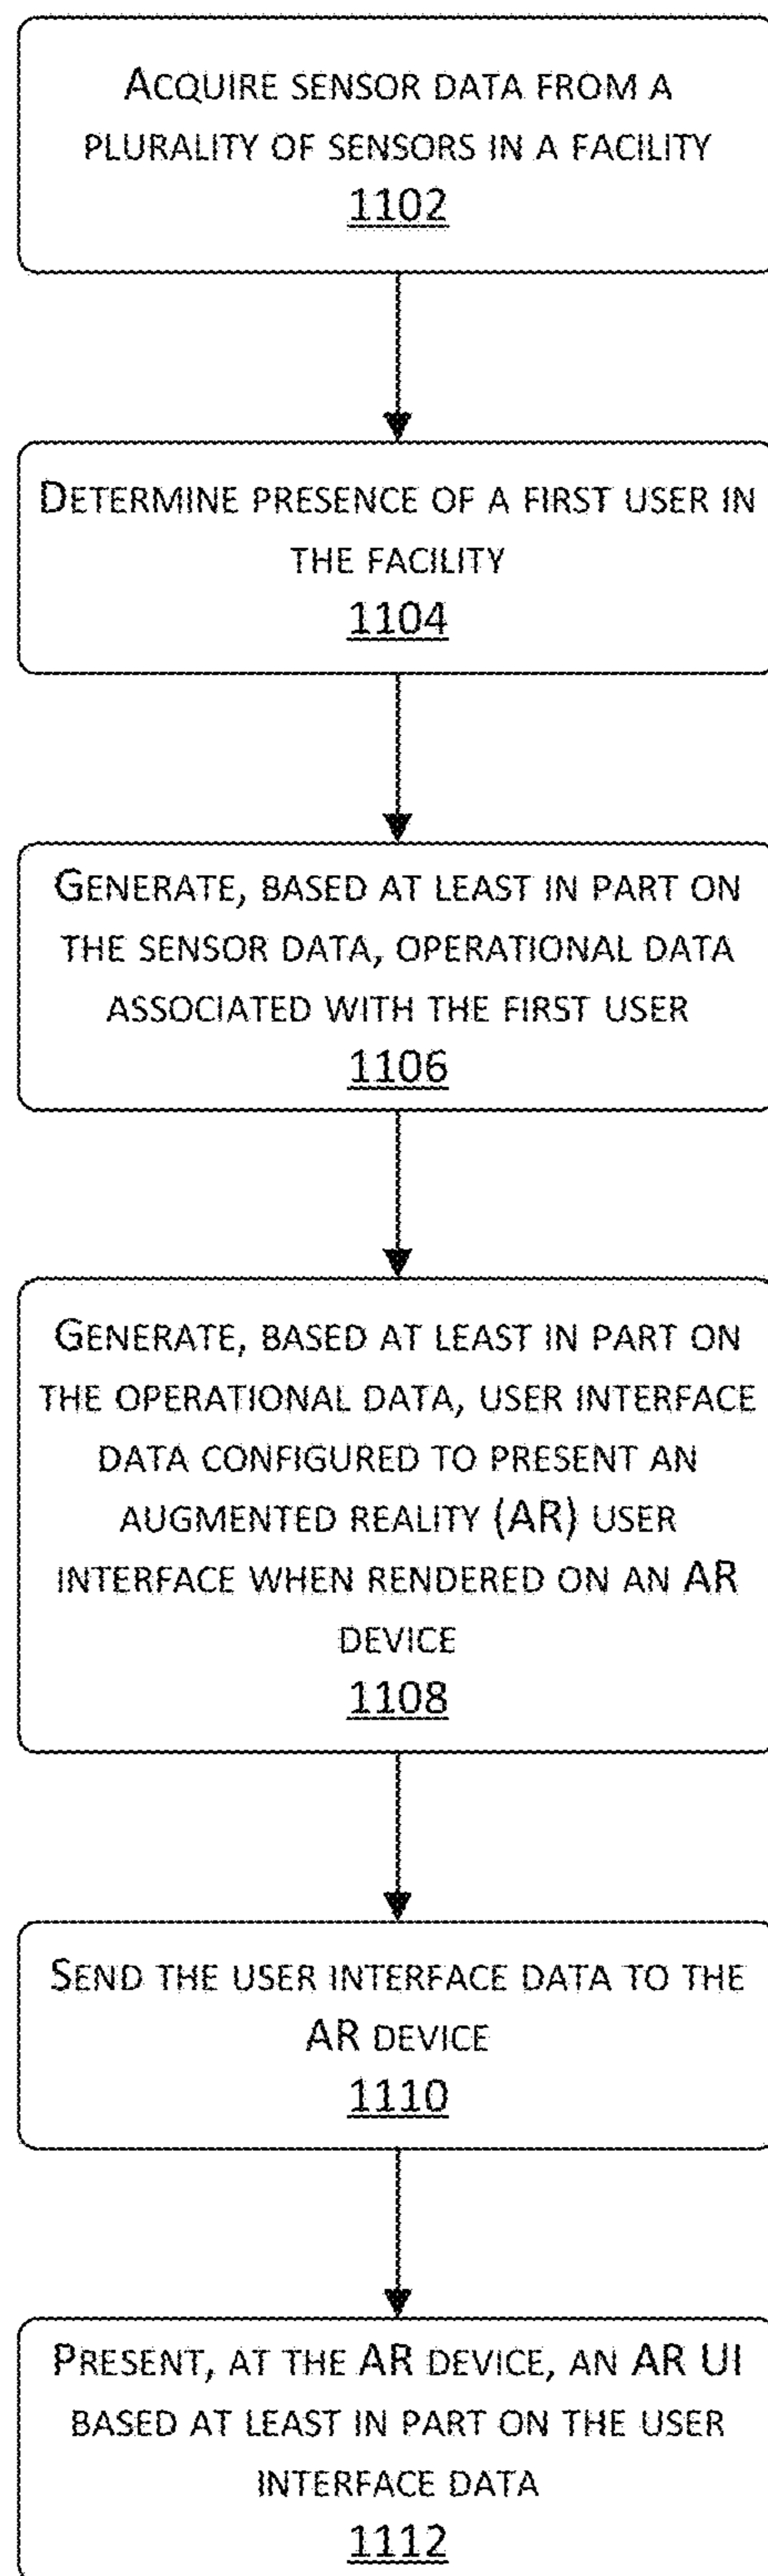 ACQUIRE SENSOR DATA FROM A
PLURALITY OF SENSORS IN A FACILITY
1102
DETERMINE PRESENCE OF A FIRST USER IN
THE FACILITY
1104
GENERATE, BASED AT LEAST IN PART ON
THE SENSOR DATA, OPERATIONAL DATA
ASSOCIATED WITH THE FIRST USER
1106
GENERATE, BASED AT LEAST IN PART ON
THE OPERATIONAL DATA, USER INTERFACE
DATA CONFIGURED TO PRESENT AN
AUGMENTED REALITY (AR) USER
INTERFACE WHEN RENDERED ON AN AR
DEVICE
1108
SEND THE USER INTERFACE DATA TO THE
AR DEVICE
1110
PRESENT, AT THE AR DEVICE, AN AR UI
BASED AT LEAST IN PART ON THE USER
INTERFACE DATA
1112